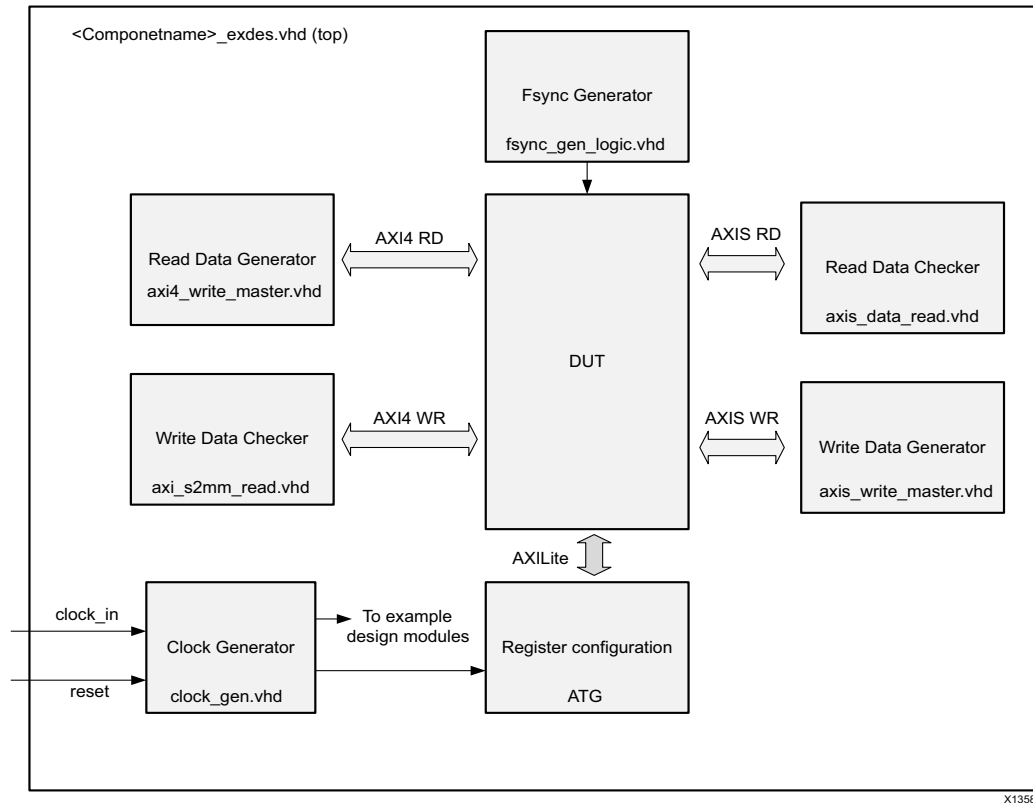 <Componetname>_exdes.vhd (top)
Fsync Generator
fsync_gen_logic.vhd
Read Data Generator
axi4_write_master.vhd
AXI4 RD
DUT
AXIS RD
Read Data Checker
axis_data_read.vhd
Write Data Checker
axi_s2mm_read.vhd
AXI4 WR
AXIS WR
Write Data Generator
axis_write_master.vhd
AXILite
clock_in
reset
Clock Generator
clock_gen.vhd
To example
design modules
Register configuration
ATG